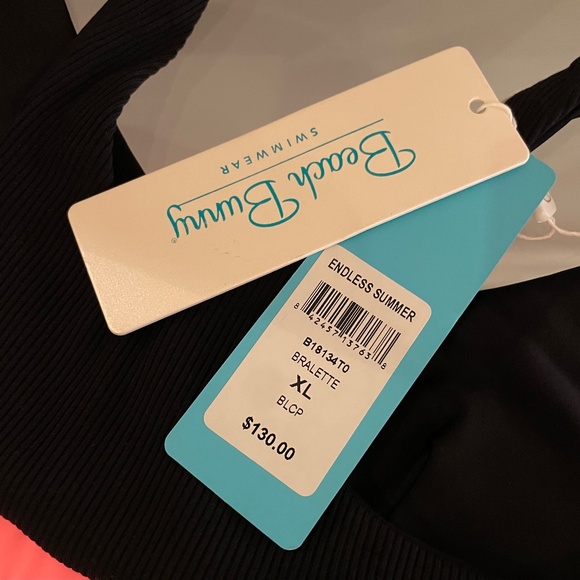 Beach Bunny®
SWIMWEAR
ENDLESS SUMMER
8 42457 13763 8
B18134T0
BRALETTE
XL
BLCP
$130.00